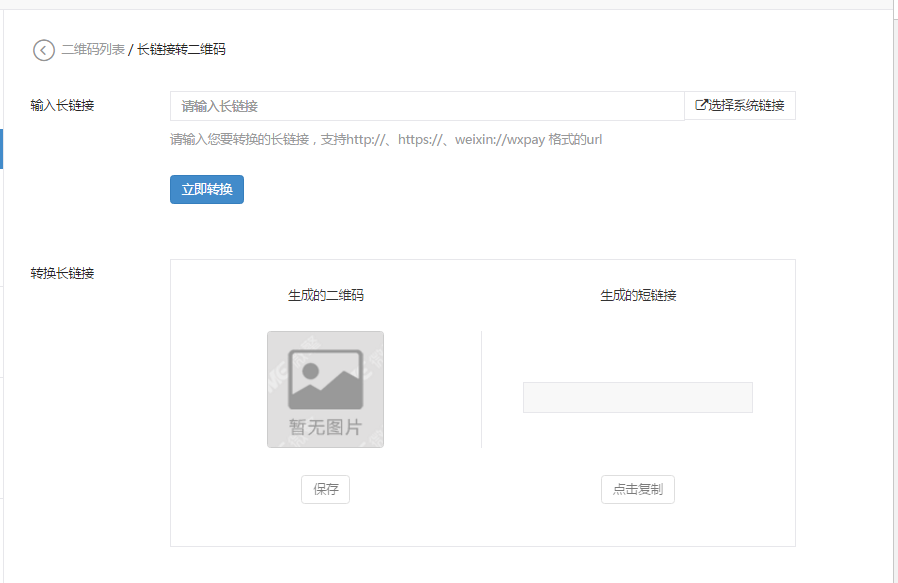 二维码列表 / 长链接转二维码
输入长链接
请输入长链接
选择系统链接
请输入您要转换的长链接，支持http://、https://、weixin://wxpay 格式的url
立即转换
转换长链接
生成的二维码
生成的短链接
暂无图片
保存
点击复制